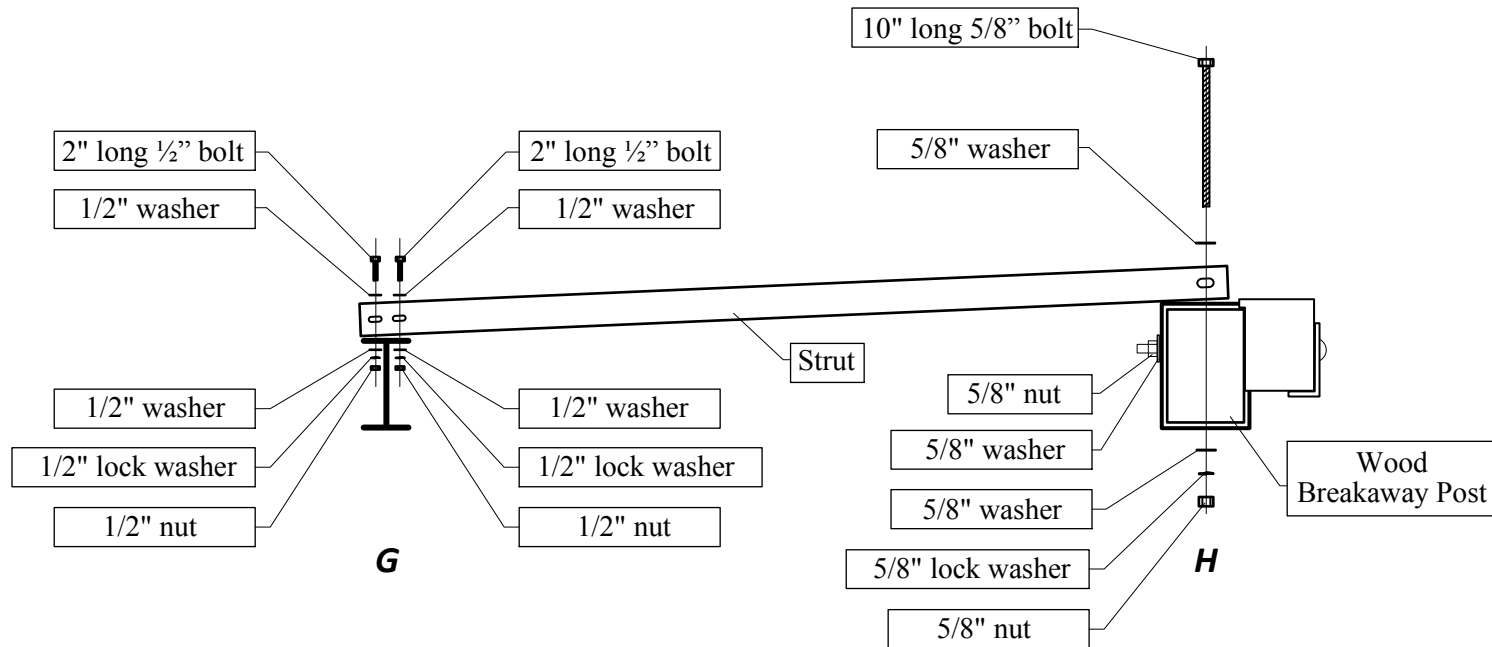 10" long 5/8” bolt
2" long ½” bolt
2" long ½” bolt
5/8" washer
1/2" washer
1/2" washer
Strut
5/8" nut
1/2" washer
1/2" washer
5/8" washer
1/2" lock washer
1/2" lock washer
Wood
Breakaway Post
5/8" washer
1/2" nut
1/2" nut
G
H
5/8" lock washer
5/8" nut